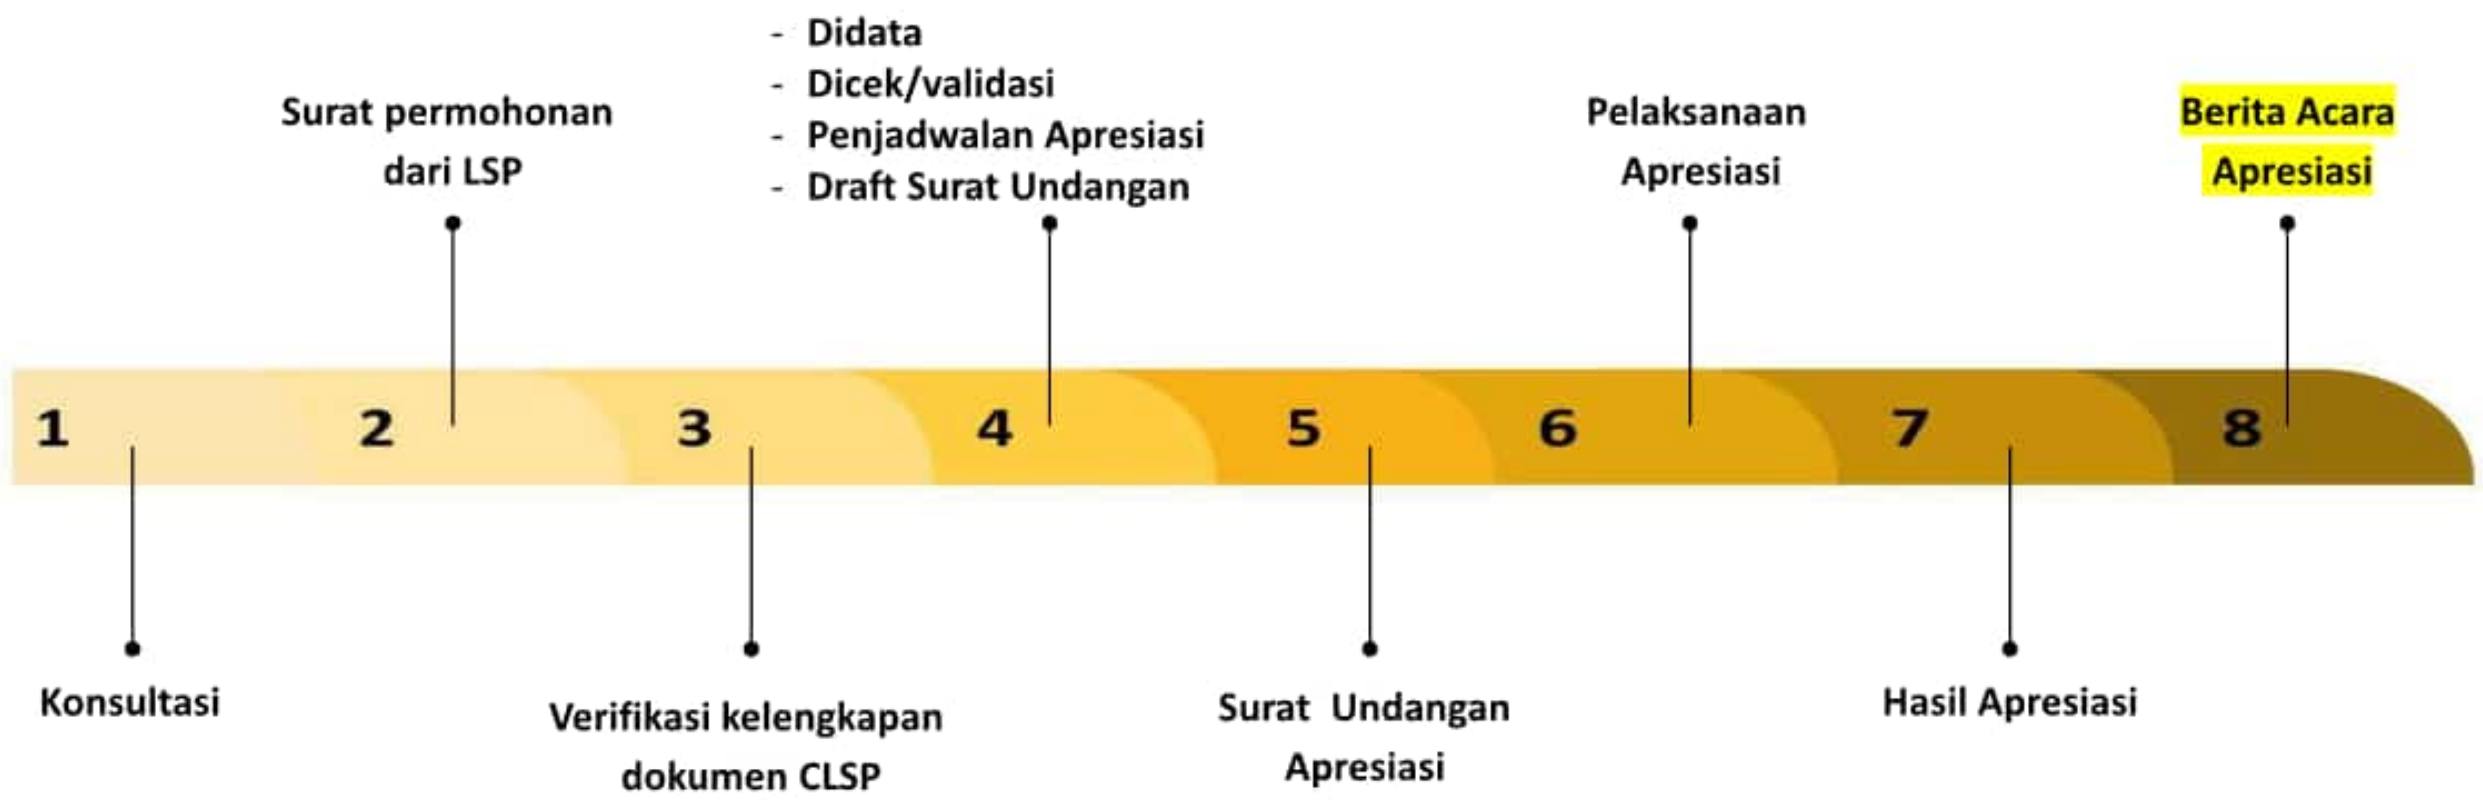 - Didata
- Dicek/validasi
- Penjadwalan Apresiasi
- Draft Surat Undangan
Surat permohonan
dari LSP
Pelaksanaan
Apresiasi
Berita Acara
Apresiasi
1 2 3 4 5 6 7 8
Konsultasi
Verifikasi kelengkapan
dokumen CLSP
Surat Undangan
Apresiasi
Hasil Apresiasi